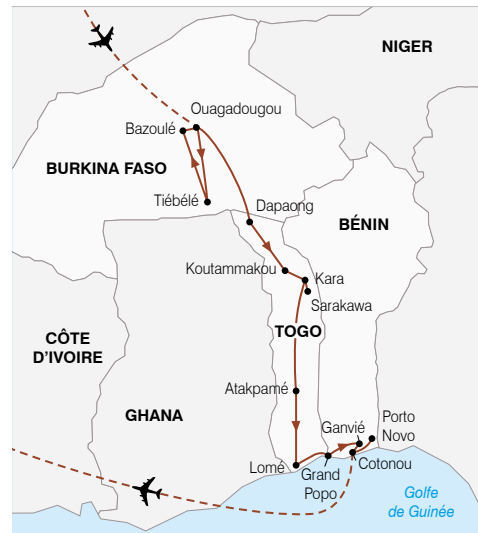 NIGER
Ouagadougou
Bazoulé
BURKINA FASO
Tiébélé
Dapaong
BÉNIN
Koutammakou
Kara
Sarakawa
TOGO
CÔTE
D'IVOIRE
Atakpamé
GHANA
Ganvié
Porto
Novo
Lomé
Grand
Popo
Cotonou
Golfe
de Guinée